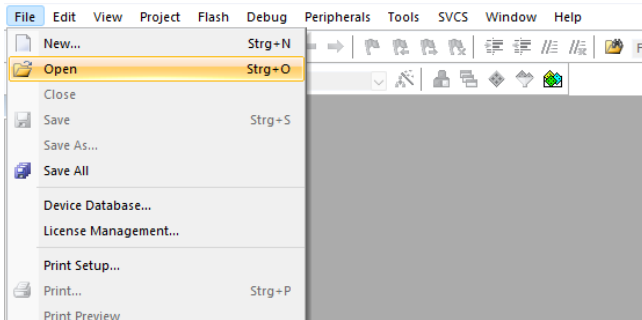 File Edit View Project Flash Debug Peripherals Tools SVCS Window Help
New... Strg+N
Open Strg+O
Close
Save Strg+S
Save As...
Save All
Device Database...
License Management...
Print Setup...
Print... Strg+P
Print Preview